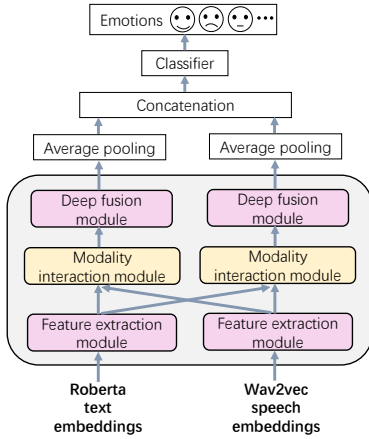 Emotions
Classifier
Concatenation
Average pooling
Average pooling
Deep fusion
module
Deep fusion
module
Modality
interaction module
Modality
interaction module
Feature extraction
module
Feature extraction
module
Roberta
text
embeddings
Wav2vec
speech
embeddings